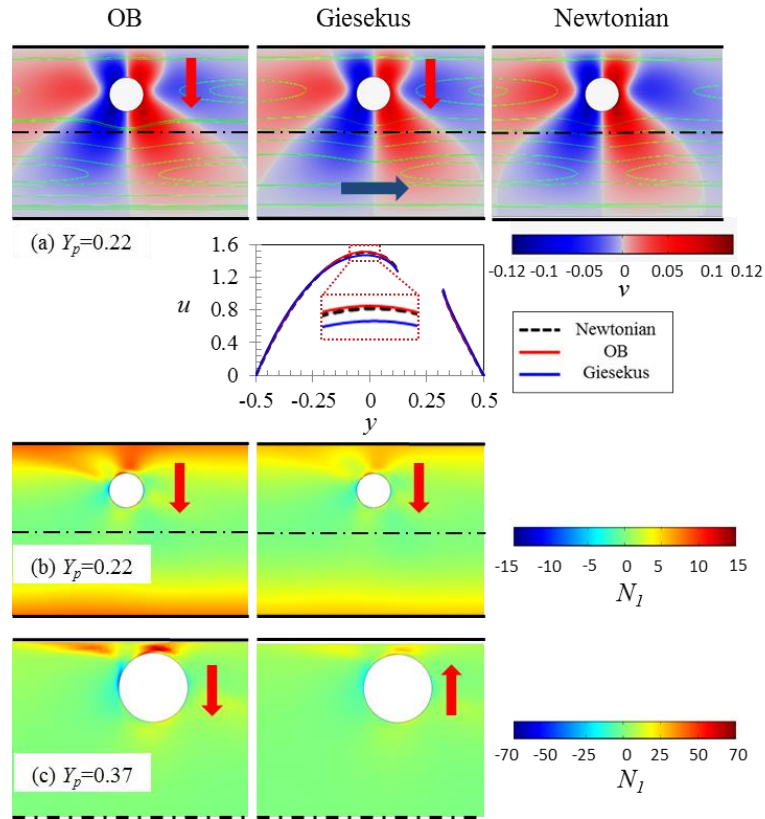 OB Giesekus Newtonian
(a) Yp=0.22
-0.12 -0.1 -0.05 0 0.05 0.1 0.12
v
1.6
1.2
u
0.8
0.4
0
-0.5 -0.25 0 0.25 0.5
y
Newtonian
OB
Giesekus
(b) Yp=0.22
-15 -10 -5 0 5 10 15
N1
(c) Yp=0.37
-70 -50 -25 0 25 50 70
N1